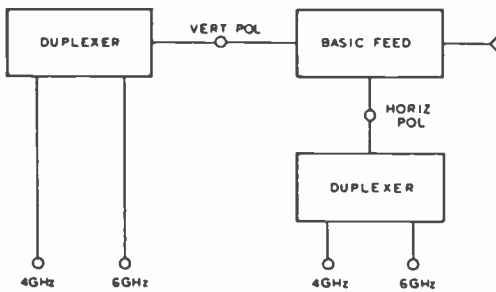 DUPLEXER
VERT POL
BASIC FEED
HORIZ
POL
DUPLEXER
4GHz
6GHz
4GHz
6GHz